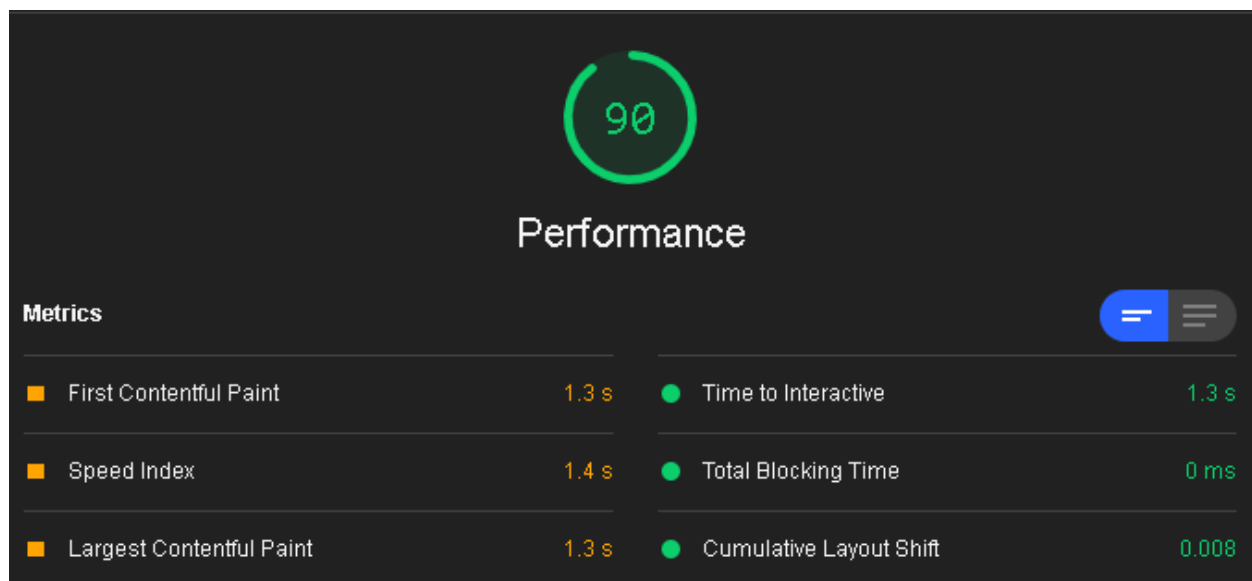 90
Performance
Metrics
First Contentful Paint 1.3 s
Time to Interactive 1.3 s
Speed Index 1.4 s
Total Blocking Time 0 ms
Largest Contentful Paint 1.3 s
Cumulative Layout Shift 0.008